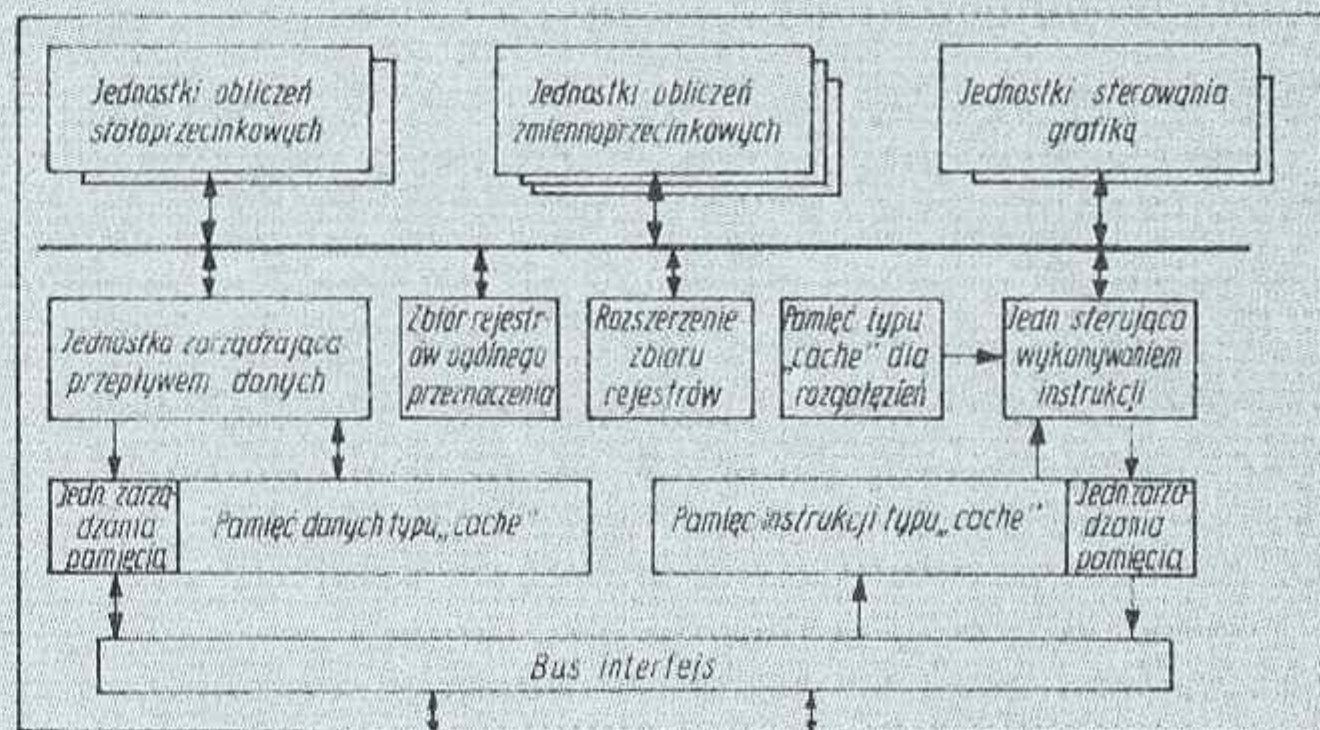 Jednostki obliczeń
stałoprzecinkowych
Jednostki obliczeń
zmiennoprzecinkowych
Jednostki sterowania
grafiką
Jednostka zarządzająca
przepływem danych
Zbiór rejestr-
ów ogólnego
przeznaczenia
Rozszerzenie
zbioru
rejestrów
Pamięć typu
„cache” dla
rozgałęzień
Jedn sterująca
wykonywaniem
instrukcji
Jedn. zarzą-
dzania
pamięcią
Pamięć danych typu „cache”
Pamięć instrukcji typu „cache”
Jedn zarzą-
dzania
pamięcią
Bus interfejs